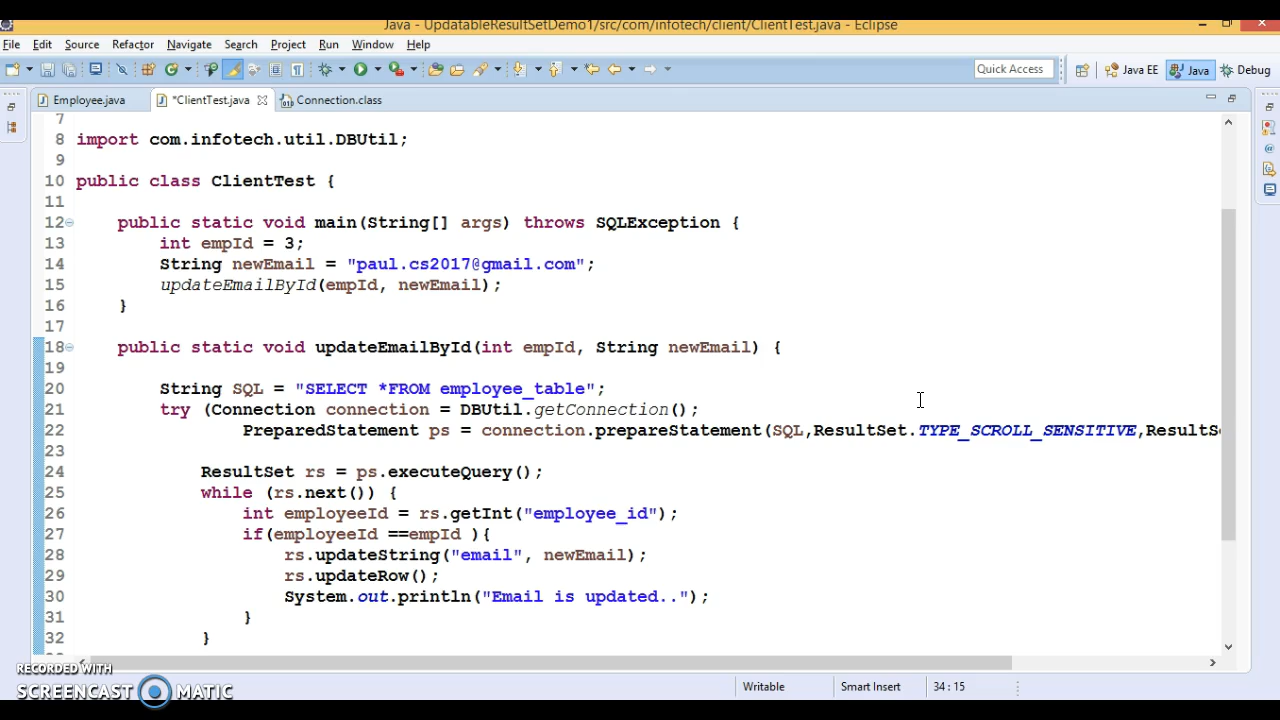 Java - UpdatableResultSetDemo1/src/com/infotech/client/ClientTest.java - Eclipse
File Edit Source Refactor Navigate Search Project Run Window Help
Quick Access Java EE Java Debug
Employee.java *ClientTest.java Connection.class
7
8 import com.infotech.util.DBUtil;
9
10 public class ClientTest {
11
12 public static void main(String[] args) throws SQLException {
13 int empId = 3;
14 String newEmail = "paul.cs2017@gmail.com";
15 updateEmailById(empId, newEmail);
16 }
17
18 public static void updateEmailById(int empId, String newEmail) {
19
20 String SQL = "SELECT *FROM employee_table";
21 try (Connection connection = DBUtil.getConnection();
22 PreparedStatement ps = connection.prepareStatement(SQL,ResultSet.TYPE_SCROLL_SENSITIVE,ResultS
23
24 ResultSet rs = ps.executeQuery();
25 while (rs.next()) {
26 int employeeId = rs.getInt("employee_id");
27 if(employeeId ==empId ){
28 rs.updateString("email", newEmail);
29 rs.updateRow();
30 System.out.println("Email is updated..");
31 }
32 }
RECORDED WITH
SCREENCAST MATIC
Writable Smart Insert 34 : 15